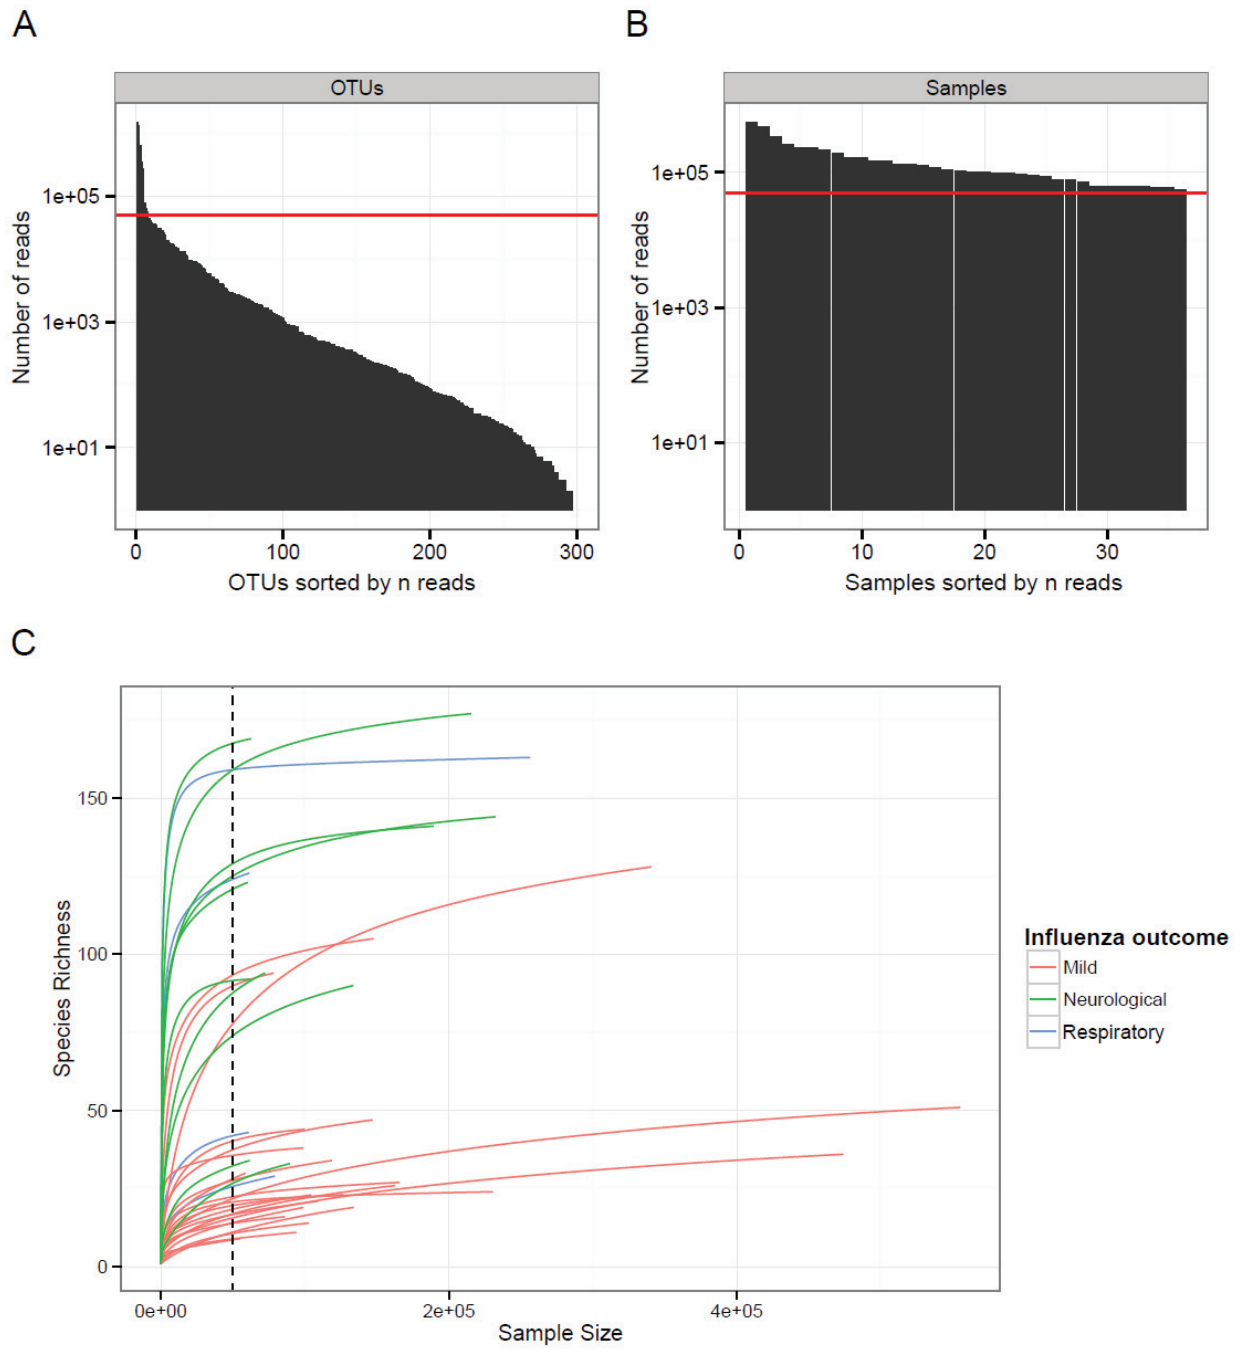 A
B
OTUs
Samples
Number of reads
1e+05
1e+03
1e+01
0
100
200
300
OTUs sorted by n reads
Number of reads
1e+05
1e+03
1e+01
0
10
20
30
Samples sorted by n reads
C
Species Richness
150
100
50
0
0e+00
2e+05
4e+05
Sample Size
Influenza outcome
Mild
Neurological
Respiratory